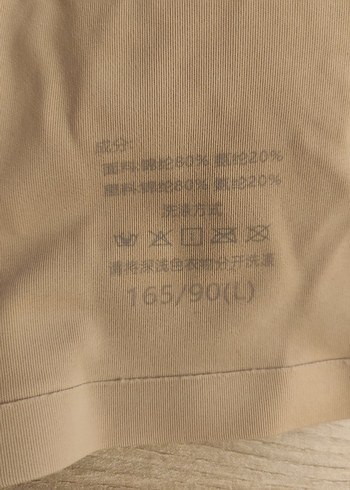 成分:
面料:锦纶80% 氨纶20%
里料:锦纶80% 氨纶20%
洗涤方式
请将深浅色衣物分开洗涤
165/90(L)